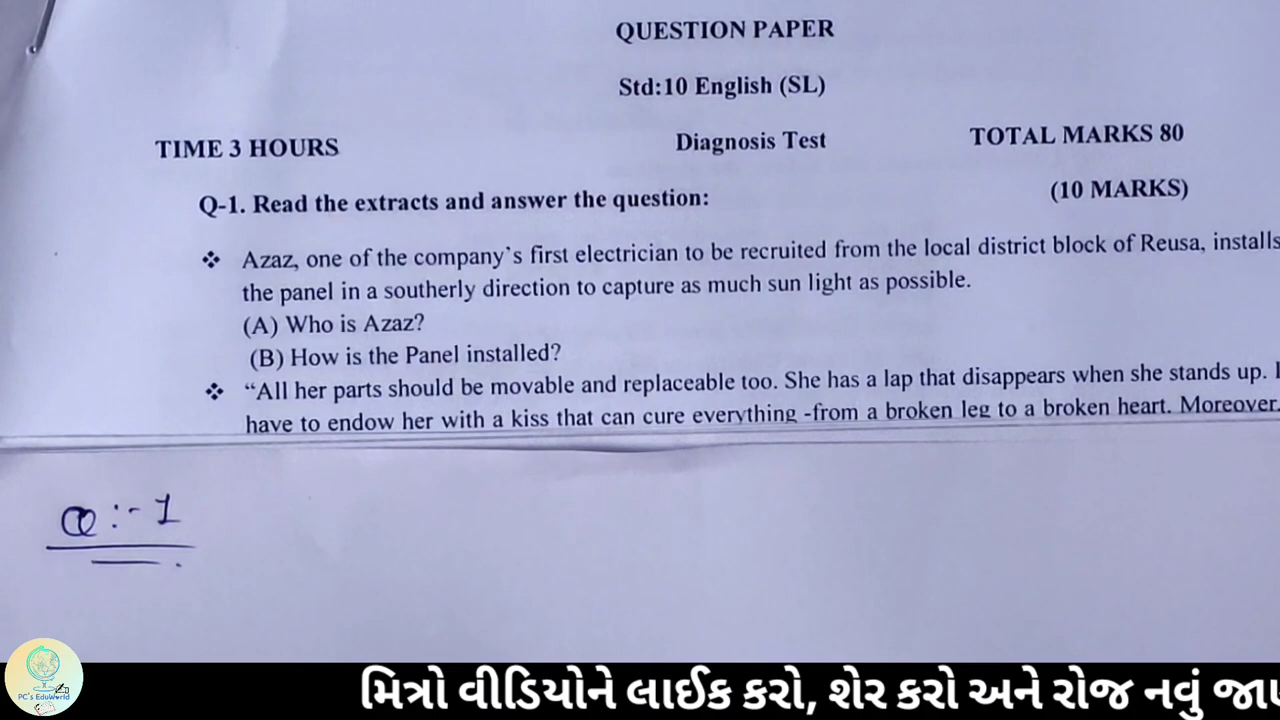 QUESTION PAPER
Std:10 English (SL)
TIME 3 HOURS Diagnosis Test TOTAL MARKS 80
Q-1. Read the extracts and answer the question: (10 MARKS)
❖ Azaz, one of the company's first electrician to be recruited from the local district block of Reusa, installs
the panel in a southerly direction to capture as much sun light as possible.
(A) Who is Azaz?
(B) How is the Panel installed?
❖ “All her parts should be movable and replaceable too. She has a lap that disappears when she stands up. I
have to endow her with a kiss that can cure everything -from a broken leg to a broken heart. Moreover,
Q:-1
PC's EduWorld
મિત્રો વીડિયોને લાઈક કરો, શેર કરો અને રોજ નવું